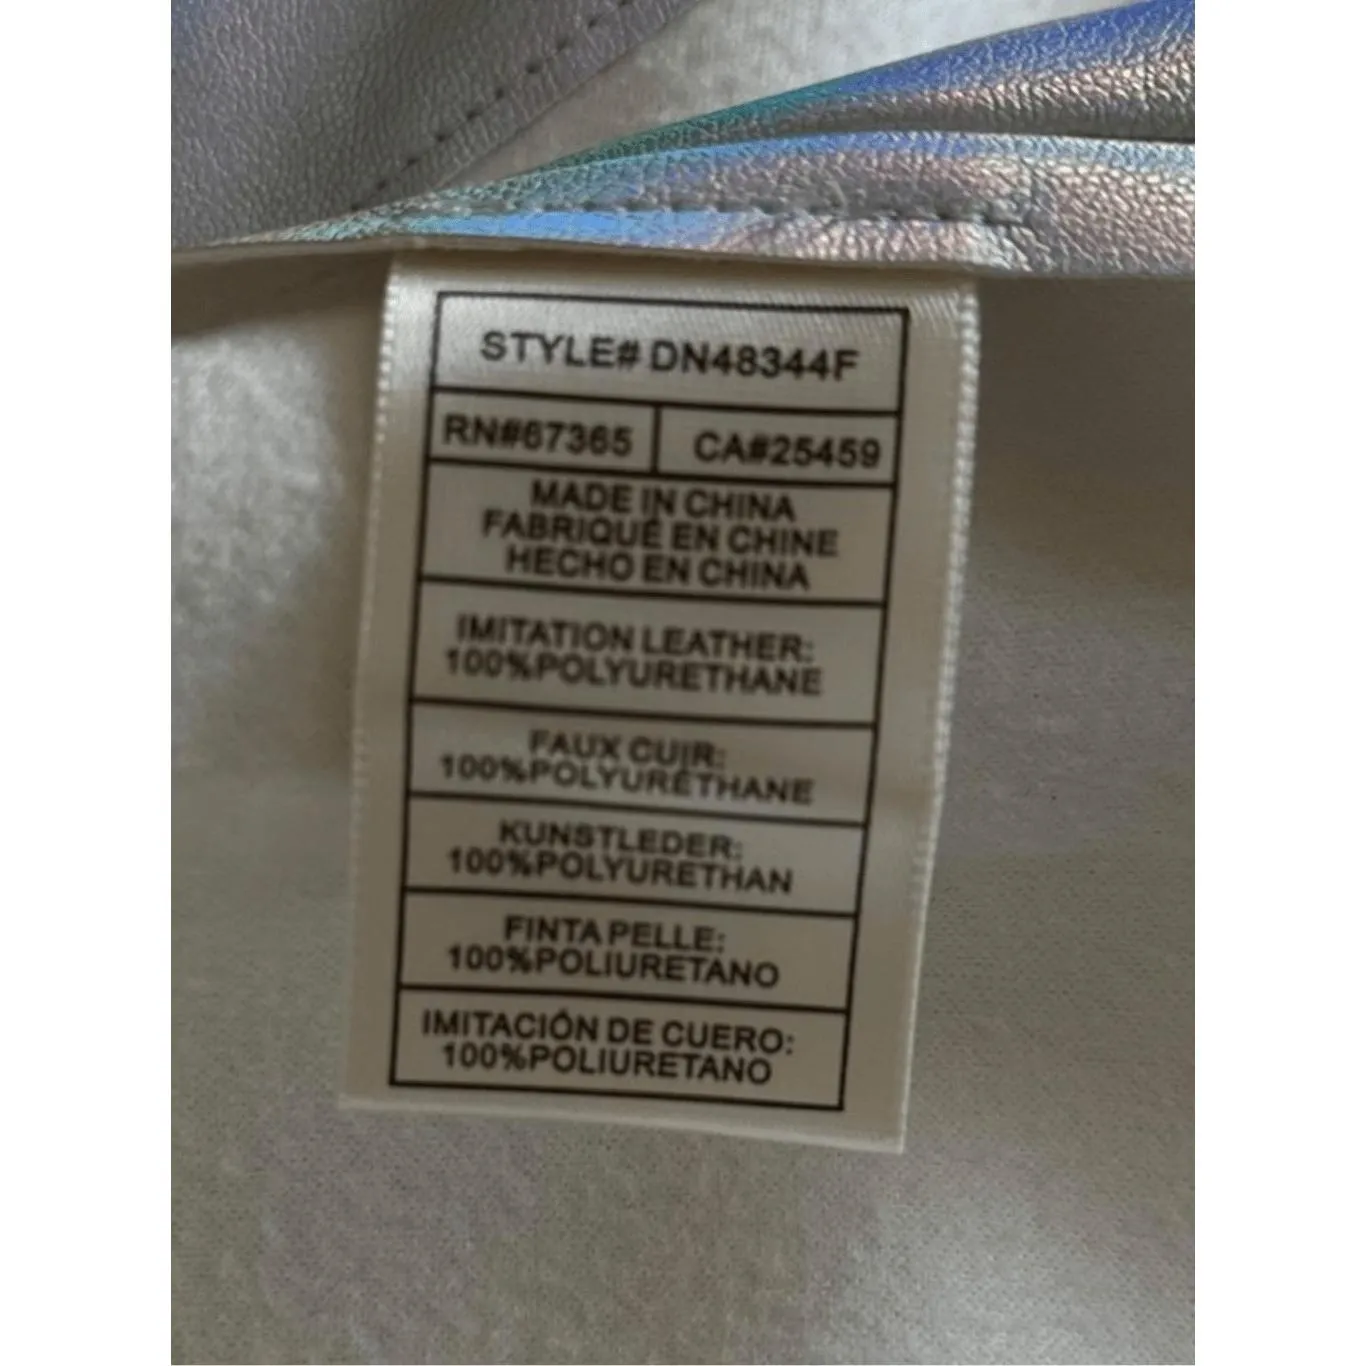 STYLE# DN48344F
RN#67365
CA#25459
MADE IN CHINA
FABRIQUÉ EN CHINE
HECHO EN CHINA
IMITATION LEATHER:
100%POLYURETHANE
FAUX CUIR:
100%POLYURÉTHANE
KUNSTLEDER:
100%POLYURETHAN
FINTA PELLE:
100%POLIURETANO
IMITACIÓN DE CUERO:
100%POLIURETANO